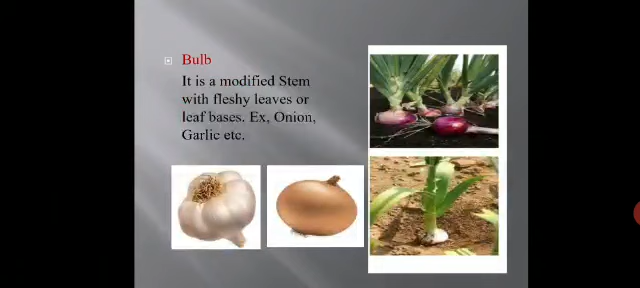 Bulb
It is a modified Stem
with fleshy leaves or
leaf bases. Ex, Onion,
Garlic etc.